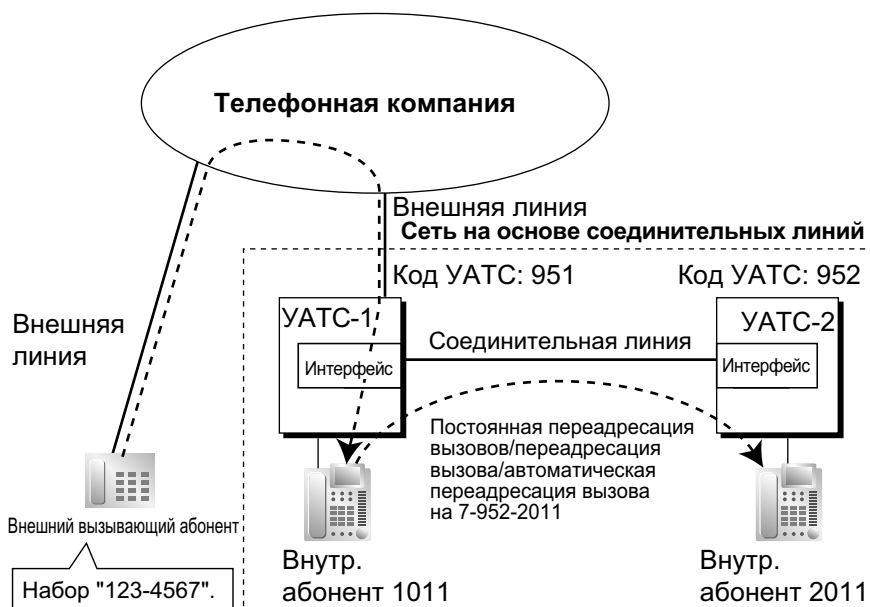 Телефонная компания
Внешняя линия
Сеть на основе соединительных линий
Код УАТС: 951
Код УАТС: 952
Внешняя
линия
УАТС-1
УАТС-2
Соединительная линия
Интерфейс
Интерфейс
Постоянная переадресация
вызовов/переадресация
вызова/автоматическая
переадресация вызова
на 7-952-2011
Внешний вызывающий абонент
Набор "123-4567".
Внутр.
абонент 1011
Внутр.
абонент 2011